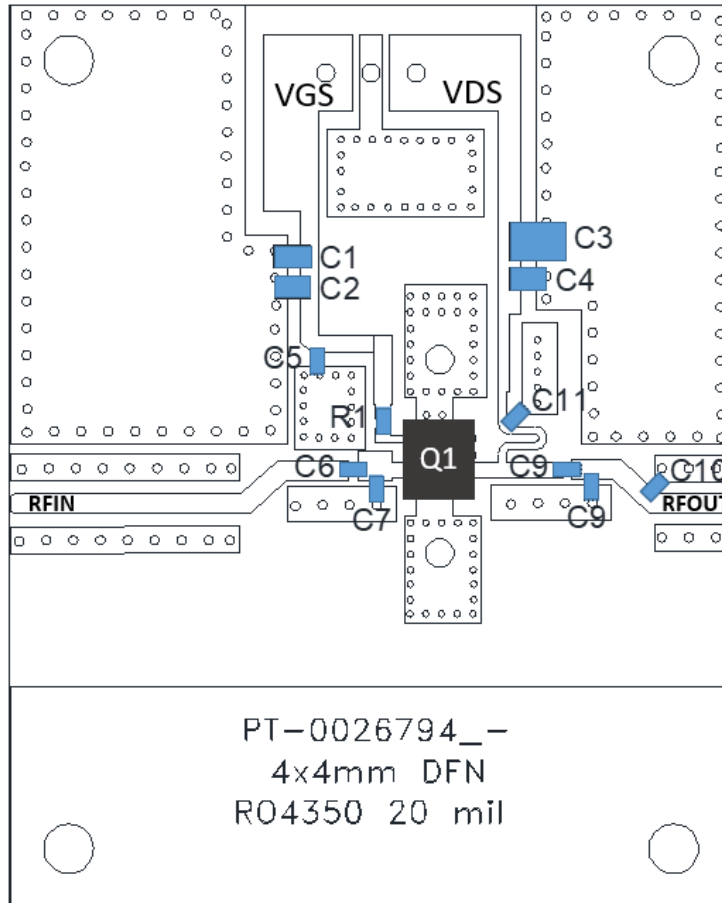 VGS VDS
C1
C2
C3
C4
C5
R1
C11
Q1
C6
C9
C10
C7
C9
RFIN
RFOUT
PT-0026794_-
4x4mm DFN
RO4350 20 mil